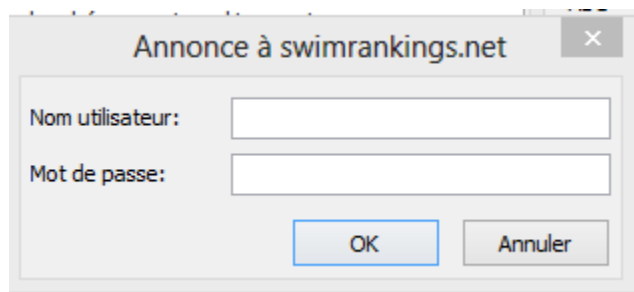 Annonce à swimrankings.net
Nom utilisateur:
Mot de passe:
OK Annuler